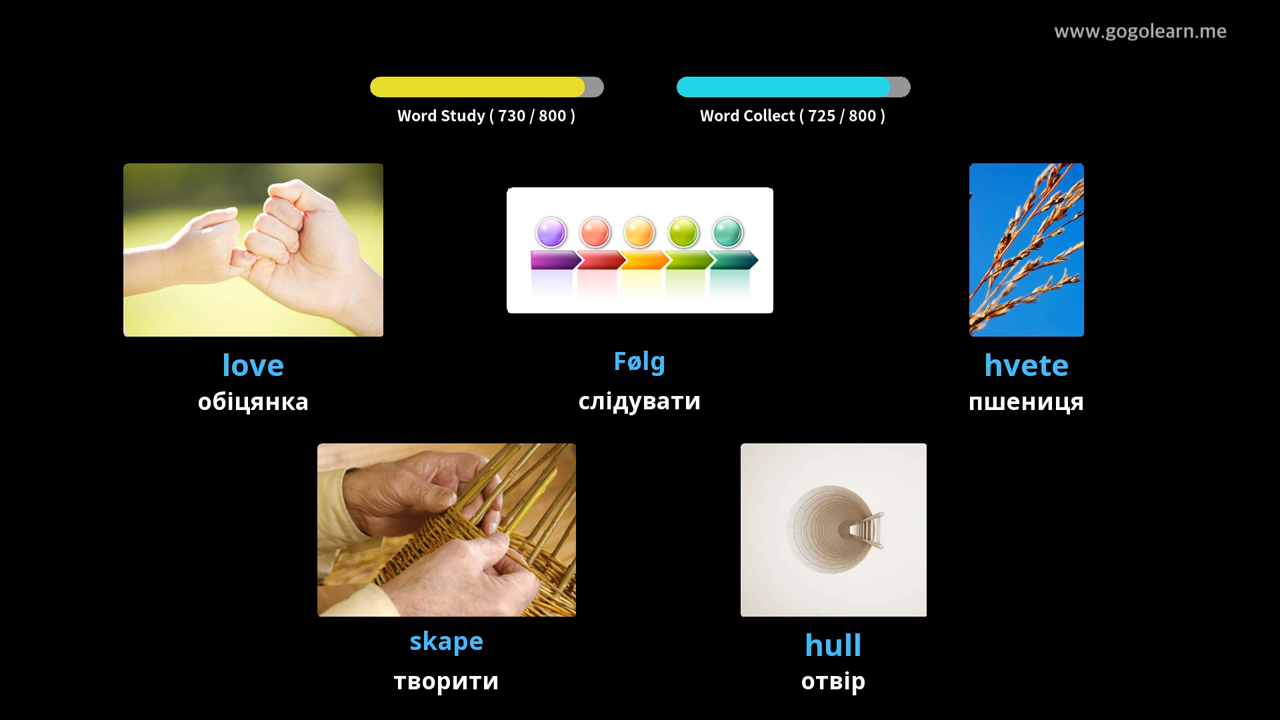 www.gogolearn.me
Word Study ( 730 / 800 )
Word Collect ( 725 / 800 )
love
обіцянка
Følg
слідувати
hvete
пшениця
skape
творити
hull
отвір